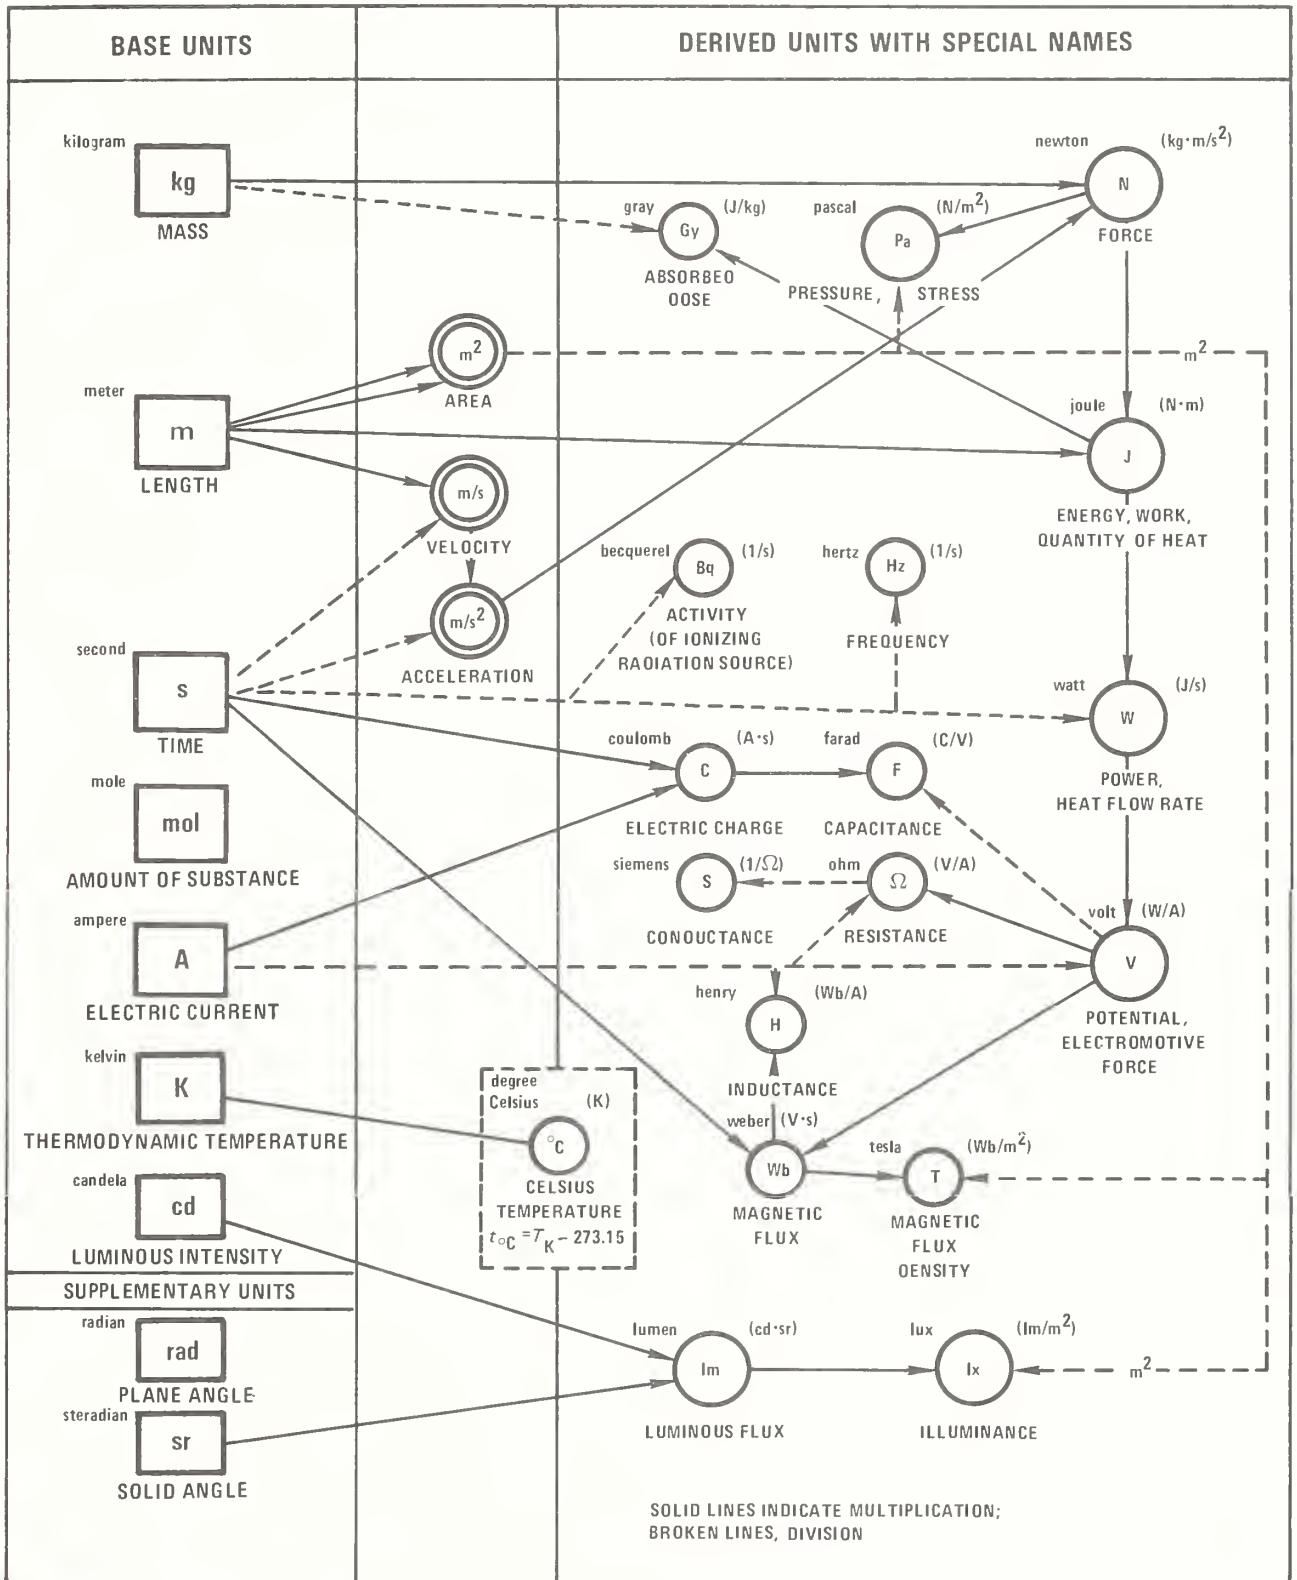 BASE UNITS
DERIVED UNITS WITH SPECIAL NAMES
kilogram
kg
MASS
newton
(kg·m/s²)
N
FORCE
gray
(J/kg)
Gy
ABSORBEO
OOSE
pascal
(N/m²)
Pa
PRESSURE, STRESS
m²
AREA
m²
meter
m
LENGTH
joule
(N·m)
J
ENERGY, WORK,
QUANTITY OF HEAT
m/s
VELOCITY
becquerel
(1/s)
Bq
ACTIVITY
(OF IONIZING
RAOIATION SOURCE)
hertz
(1/s)
Hz
FREQUENCY
m/s²
ACCELERATION
second
s
TIME
watt
(J/s)
W
POWER,
HEAT FLOW RATE
coulomb
(A·s)
C
ELECTRIC CHARGE
farad
(C/V)
F
CAPACITANCE
mole
mol
AMOUNT OF SUBSTANCE
siemens
(1/Ω)
S
CONOUCTANCE
ohm
(V/A)
Ω
RESISTANCE
ampere
A
ELECTRIC CURRENT
volt
(W/A)
V
POTENTIAL,
ELECTROMOTIVE
FORCE
henry
(Wb/A)
H
INDUCTANCE
kelvin
K
THERMODYNAMIC TEMPERATURE
degree
Celsius
(K)
°C
CELSIUS
TEMPERATURE
t°C = TK − 273.15
weber
(V·s)
Wb
MAGNETIC
FLUX
tesla
(Wb/m²)
T
MAGNETIC
FLUX
OENSITY
candela
cd
LUMINOUS INTENSITY
SUPPLEMENTARY UNITS
radian
rad
PLANE ANGLE
lumen
(cd·sr)
lm
LUMINOUS FLUX
lux
(lm/m²)
lx
ILLUMINANCE
m²
steradian
sr
SOLID ANGLE
SOLID LINES INDICATE MULTIPLICATION;
BROKEN LINES, DIVISION